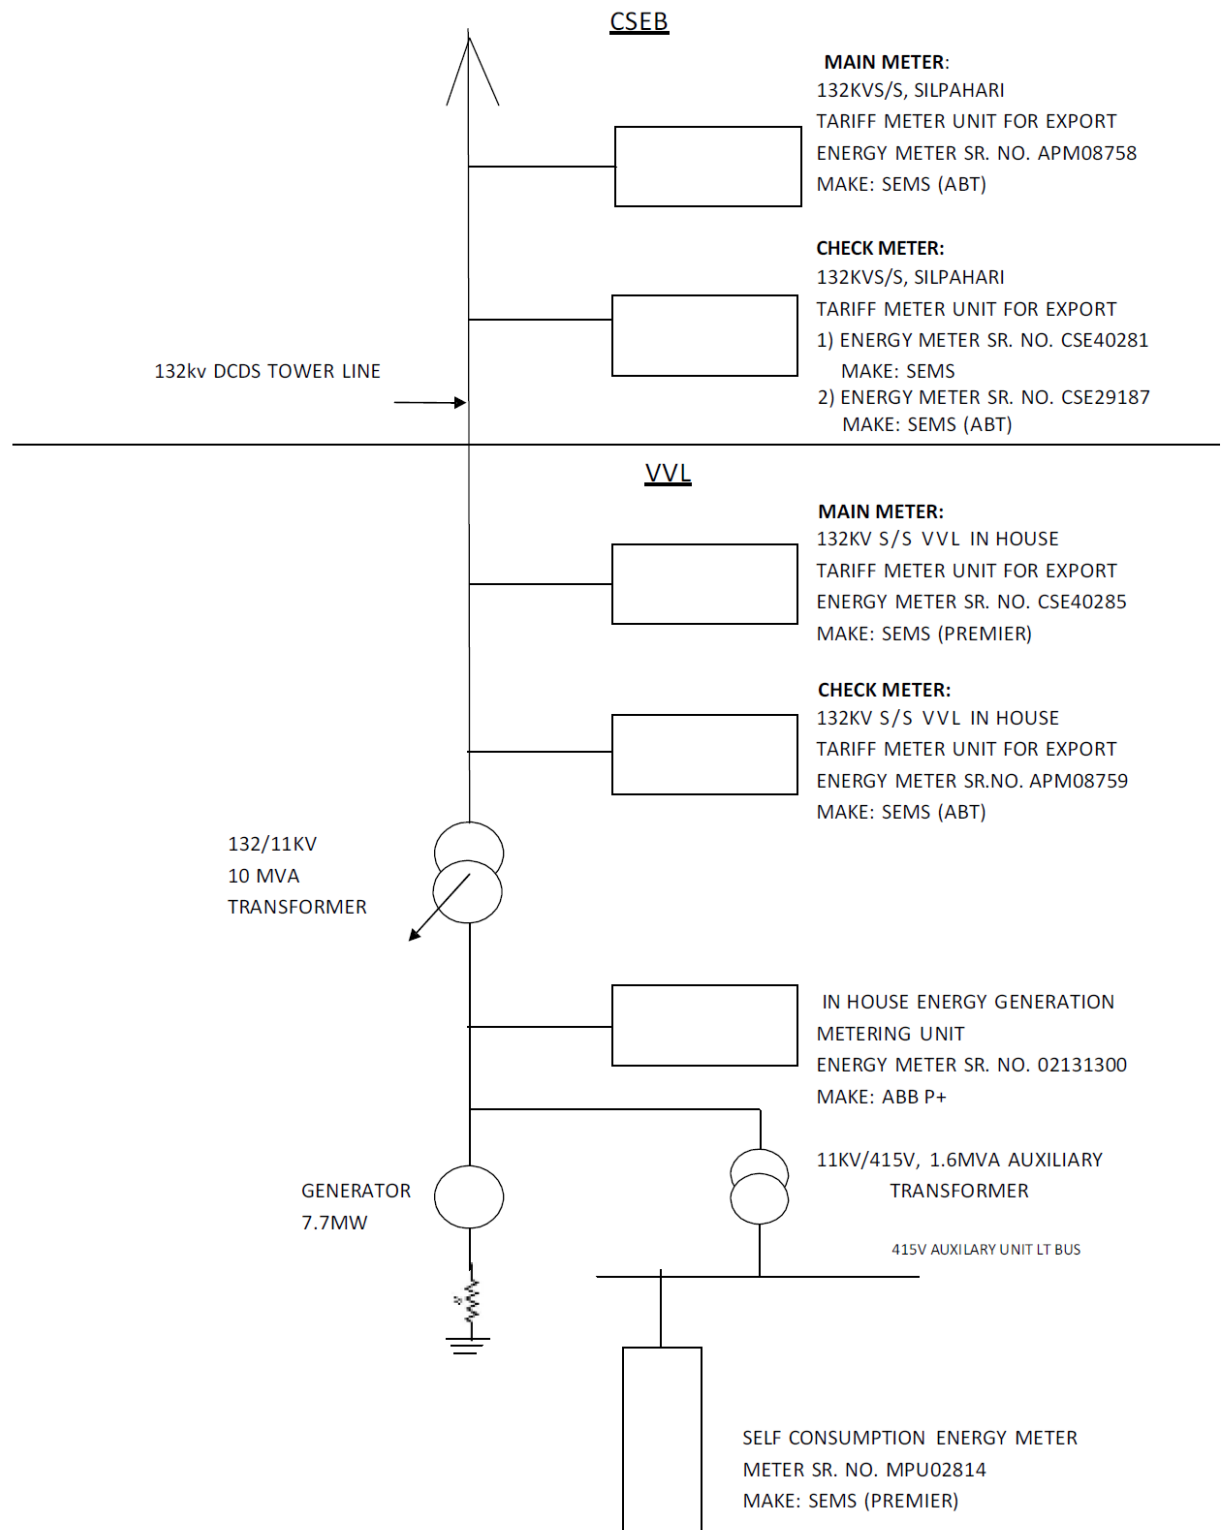 CSEB
MAIN METER:
132KVS/S, SILPAHARI
TARIFF METER UNIT FOR EXPORT
ENERGY METER SR. NO. APM08758
MAKE: SEMS (ABT)
CHECK METER:
132KVS/S, SILPAHARI
TARIFF METER UNIT FOR EXPORT
1) ENERGY METER SR. NO. CSE40281
MAKE: SEMS
2) ENERGY METER SR. NO. CSE29187
MAKE: SEMS (ABT)
132kv DCDS TOWER LINE
VVL
MAIN METER:
132KV S/S VVL IN HOUSE
TARIFF METER UNIT FOR EXPORT
ENERGY METER SR. NO. CSE40285
MAKE: SEMS (PREMIER)
CHECK METER:
132KV S/S VVL IN HOUSE
TARIFF METER UNIT FOR EXPORT
ENERGY METER SR.NO. APM08759
MAKE: SEMS (ABT)
132/11KV
10 MVA
TRANSFORMER
IN HOUSE ENERGY GENERATION
METERING UNIT
ENERGY METER SR. NO. 02131300
MAKE: ABB P+
11KV/415V, 1.6MVA AUXILIARY
TRANSFORMER
GENERATOR
7.7MW
415V AUXILARY UNIT LT BUS
SELF CONSUMPTION ENERGY METER
METER SR. NO. MPU02814
MAKE: SEMS (PREMIER)